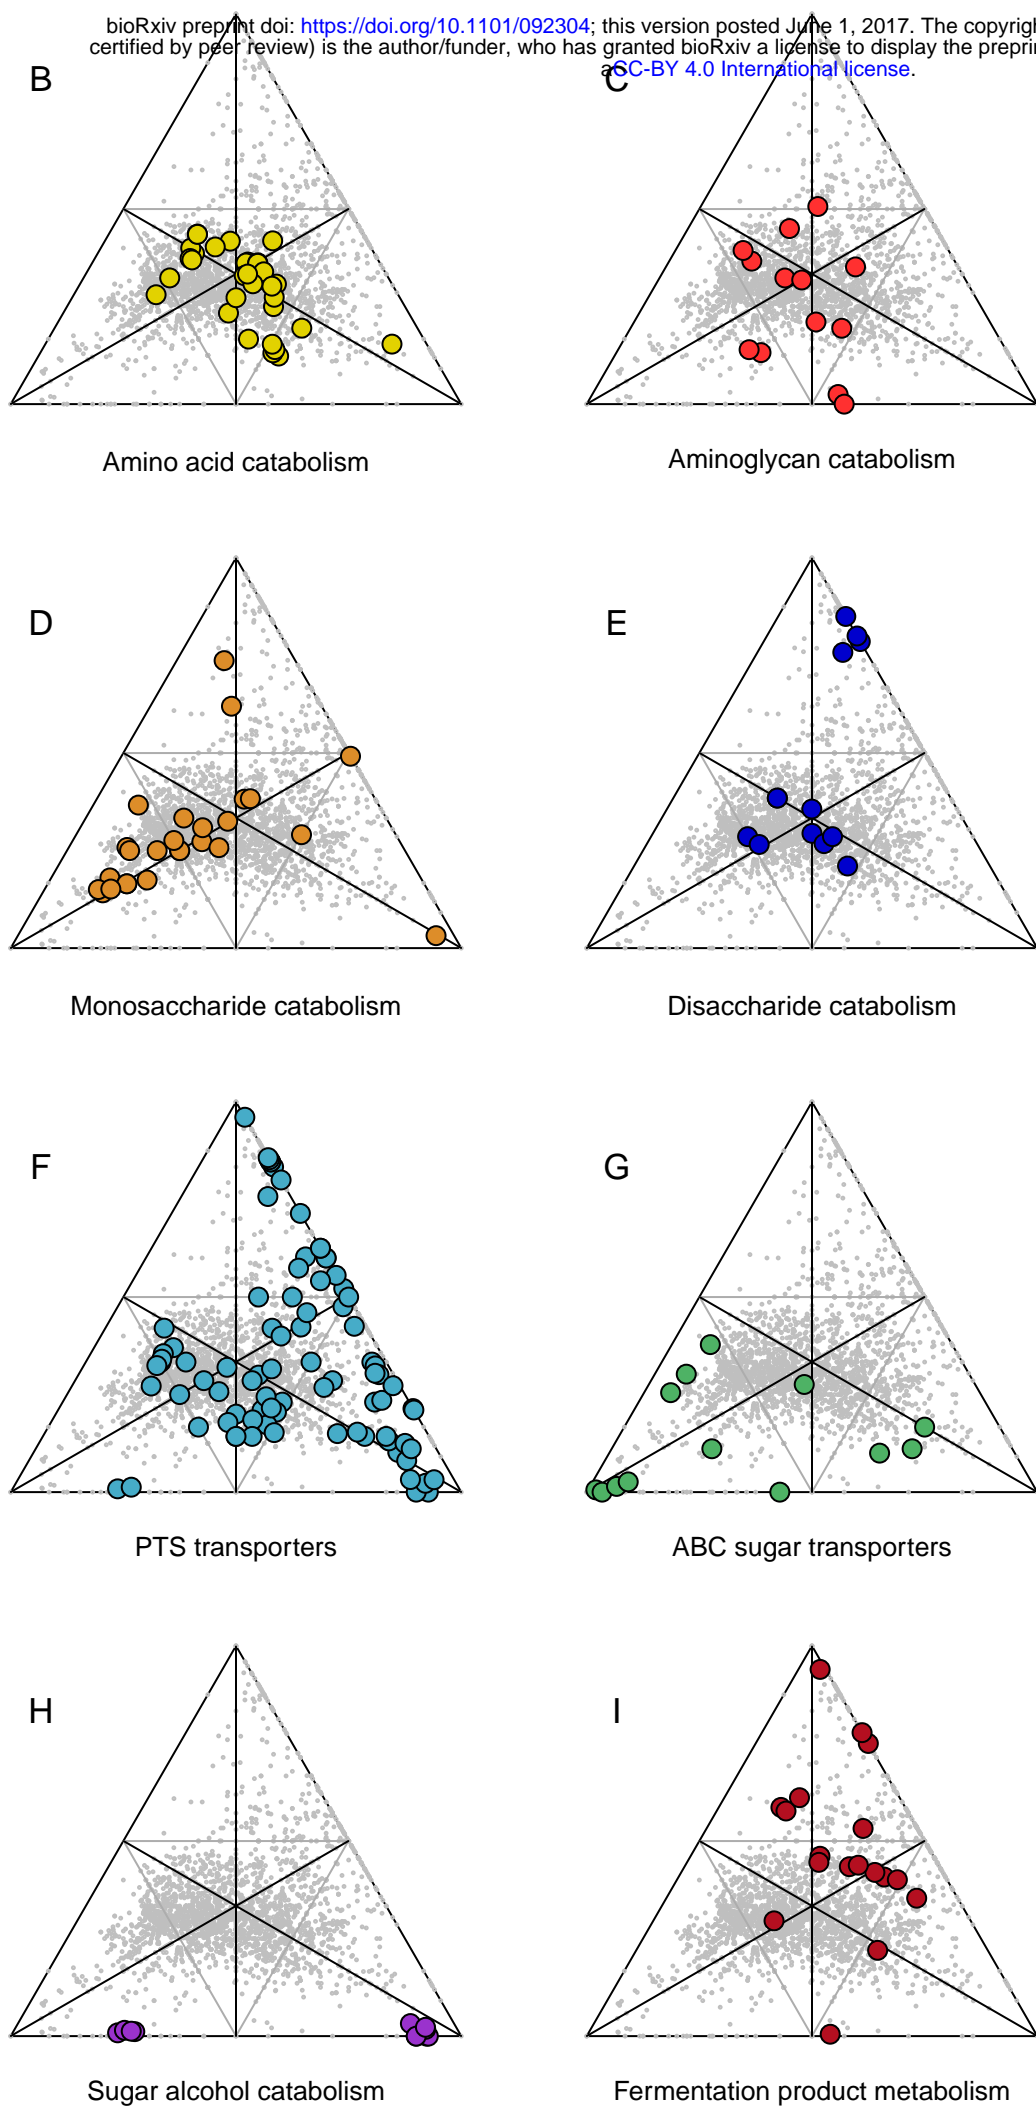 bioRxiv preprint doi: https://doi.org/10.1101/092304; this version posted June 1, 2017. The copyrigh
certified by peer review) is the author/funder, who has granted bioRxiv a license to display the preprin
aCC-BY 4.0 International license.
B
C
Amino acid catabolism
Aminoglycan catabolism
D
E
Monosaccharide catabolism
Disaccharide catabolism
F
G
PTS transporters
ABC sugar transporters
H
I
Sugar alcohol catabolism
Fermentation product metabolism